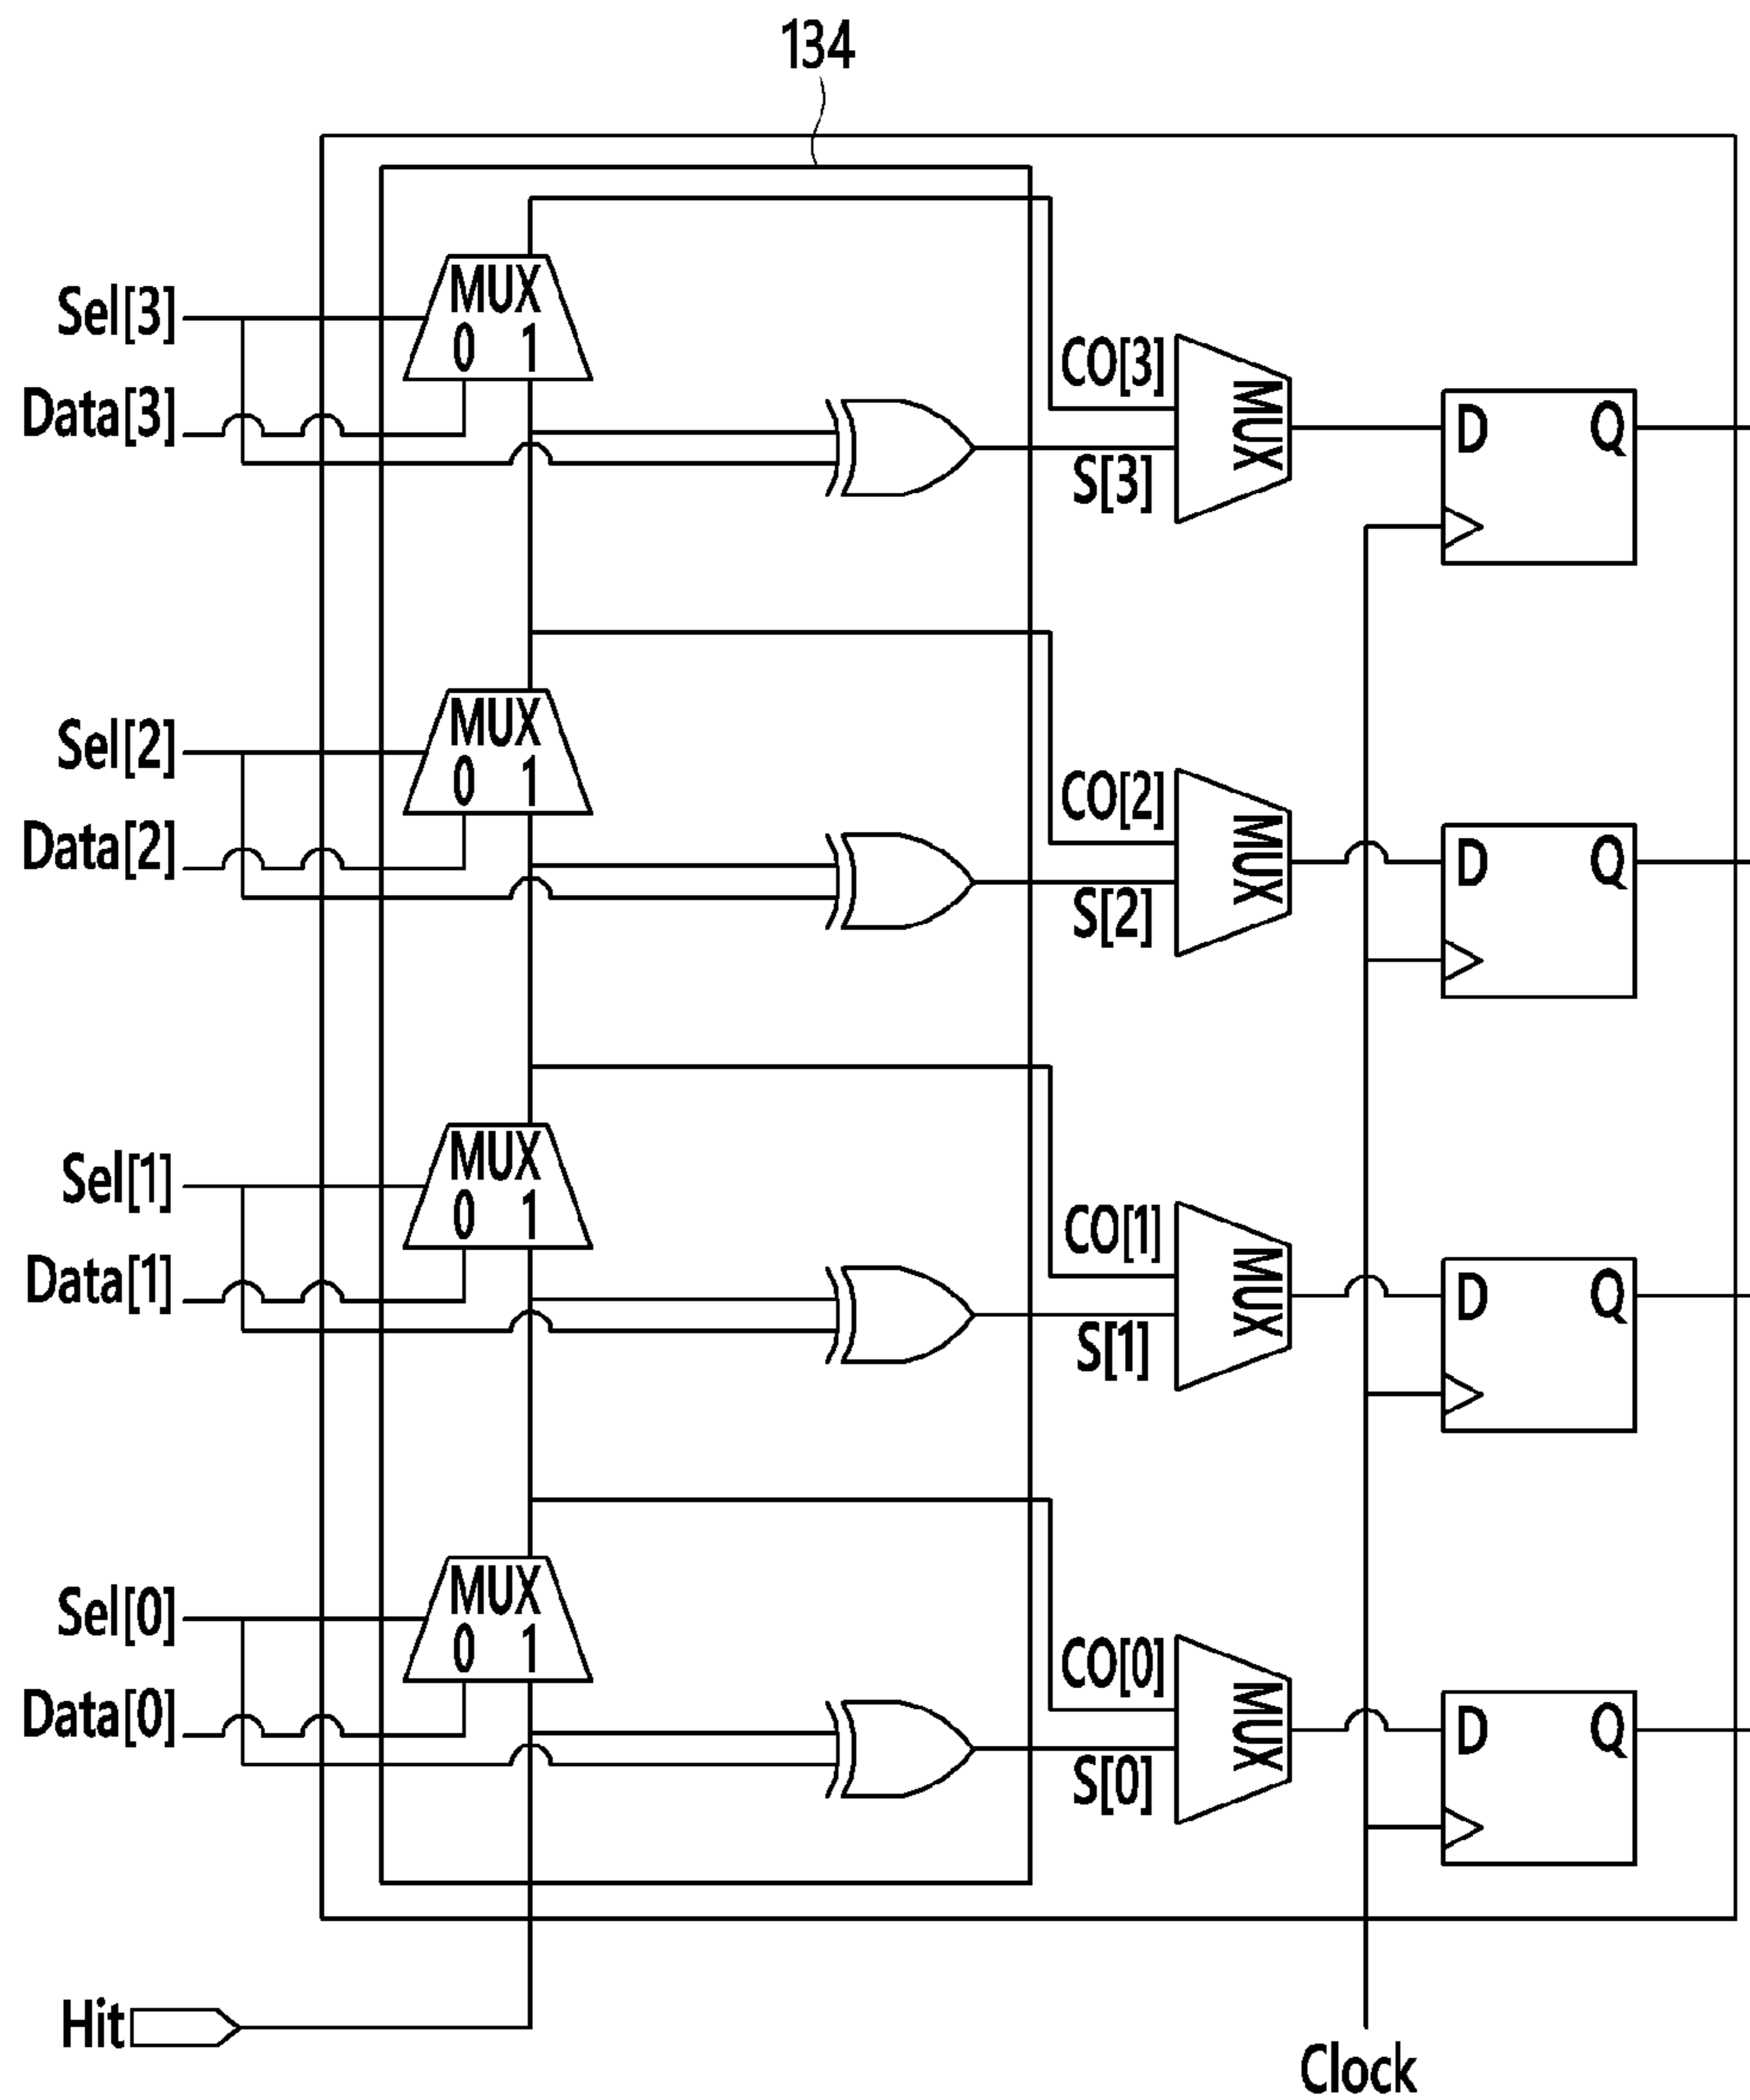 134
MUX
0 1
Sel[3]
Data[3]
CO[3]
S[3]
MUX
D Q
MUX
0 1
Sel[2]
Data[2]
CO[2]
S[2]
MUX
D Q
MUX
0 1
Sel[1]
Data[1]
CO[1]
S[1]
MUX
D Q
MUX
0 1
Sel[0]
Data[0]
CO[0]
S[0]
MUX
D Q
Hit
Clock